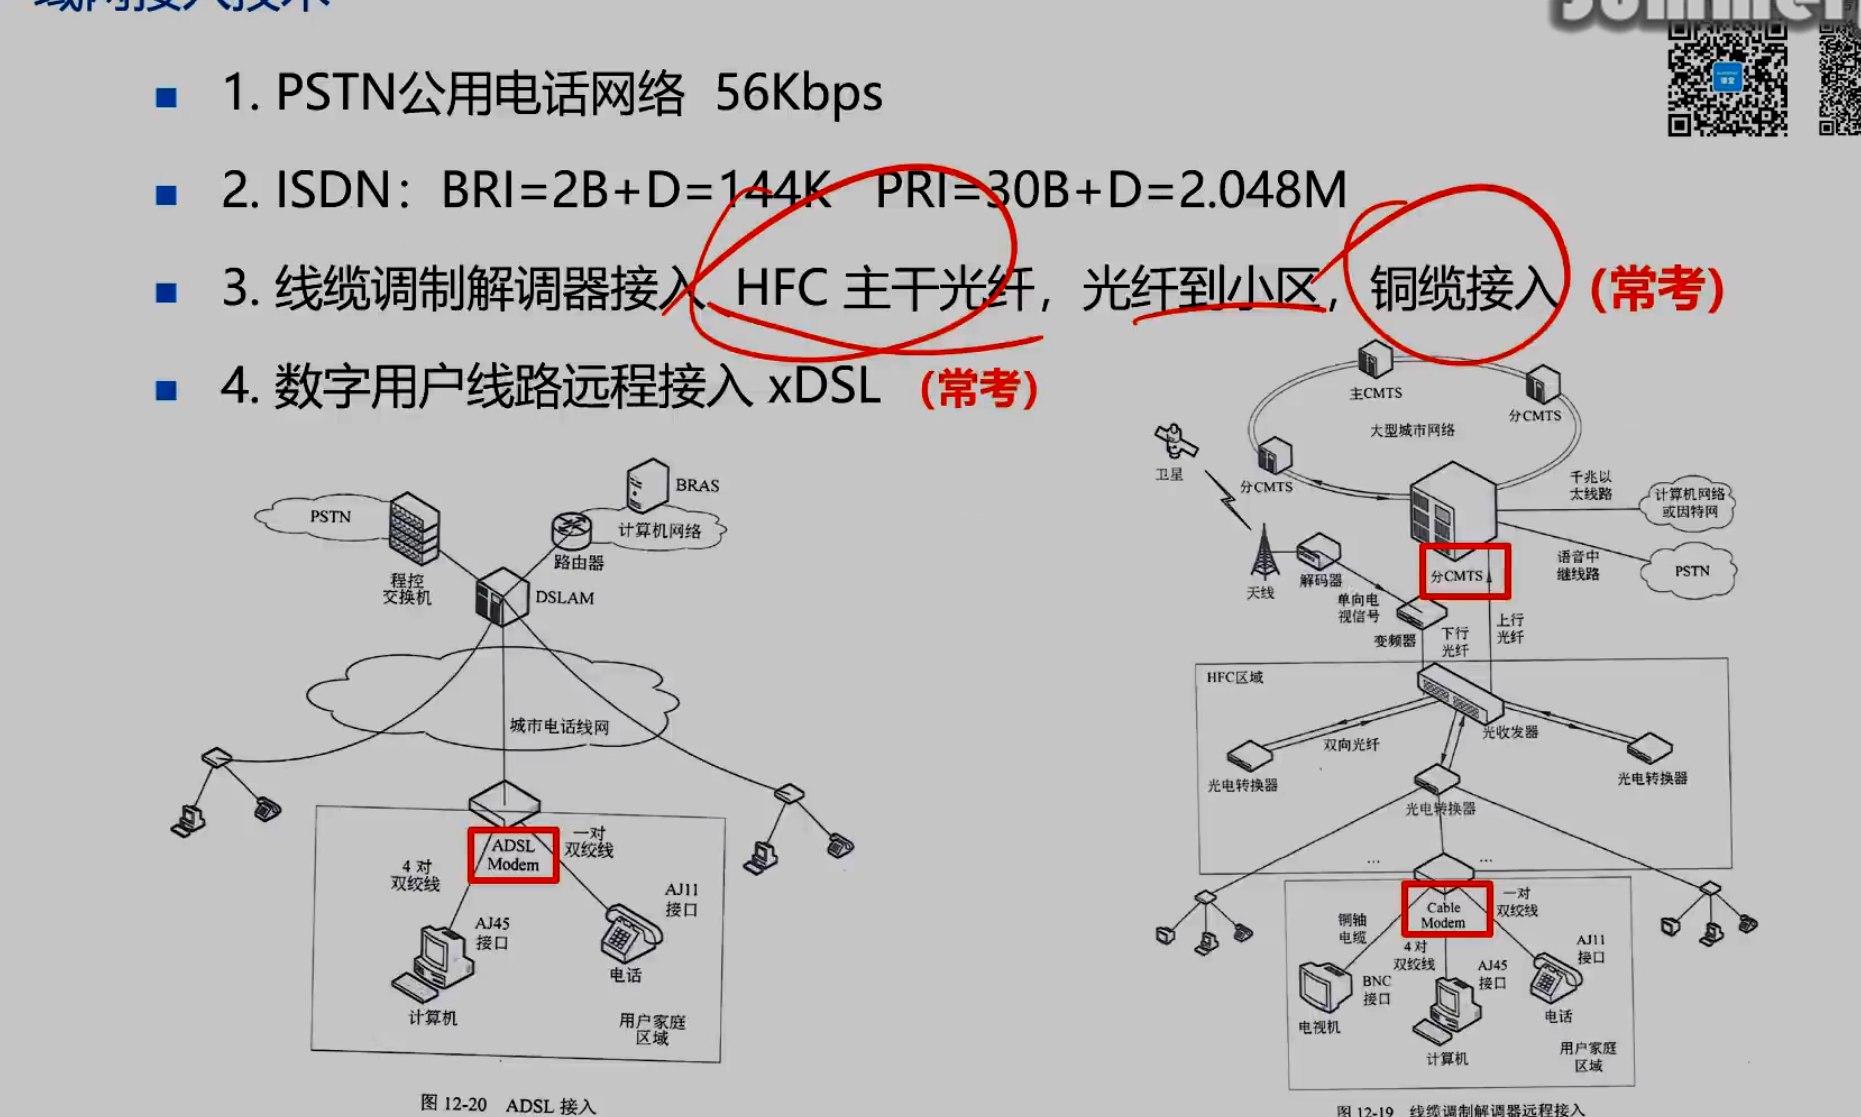 域网接入技术
1. PSTN公用电话网络 56Kbps
2. ISDN：BRI=2B+D=144K PRI=30B+D=2.048M
3. 线缆调制解调器接入 HFC 主干光纤，光纤到小区，铜缆接入（常考）
4. 数字用户线路远程接入 xDSL （常考）
PSTN
程控
交换机
BRAS
计算机网络
路由器
DSLAM
城市电话线网
ADSL
Modem
一对
双绞线
4 对
双绞线
AJ45
接口
AJ11
接口
计算机
电话
用户家庭
区域
图 12-20 ADSL 接入
主CMTS
分CMTS
大型城市网络
分CMTS
卫星
天线
解码器
单向电
视信号
变频器
分CMTS
千兆以
太线路
计算机网络
或因特网
语音中
继线路
PSTN
下行
光纤
上行
光纤
HFC区域
光收发器
双向光纤
光电转换器
光电转换器
光电转换器
...
...
Cable
Modem
铜轴
电缆
一对
双绞线
4 对
双绞线
BNC
接口
AJ45
接口
AJ11
接口
电视机
计算机
电话
用户家庭
区域
图 12-19 线缆调制解调器远程接入